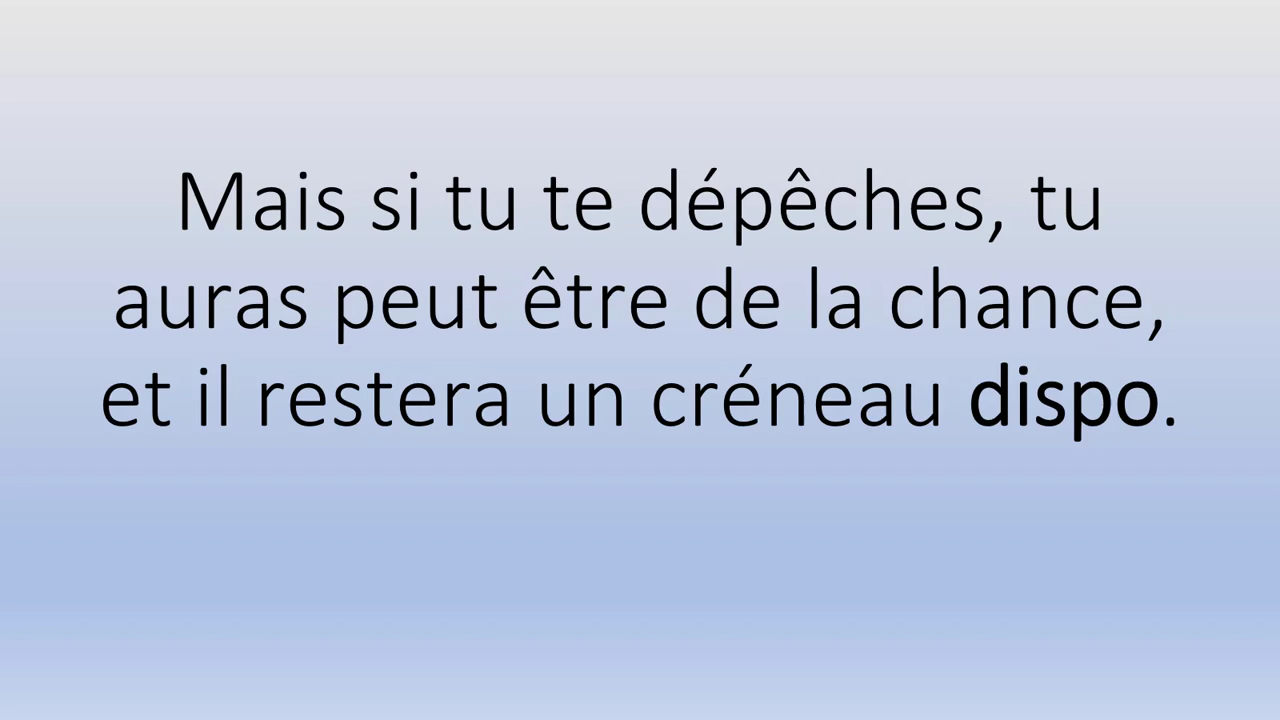 Mais si tu te dépêches, tu
auras peut être de la chance,
et il restera un créneau dispo.